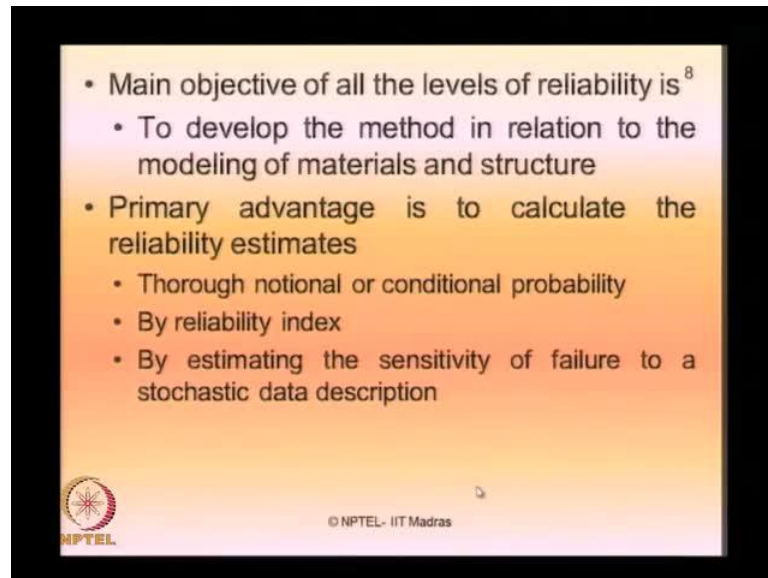 • Main objective of all the levels of reliability is 8
• To develop the method in relation to the
modeling of materials and structure
• Primary advantage is to calculate the
reliability estimates
• Thorough notional or conditional probability
• By reliability index
• By estimating the sensitivity of failure to a
stochastic data description
© NPTEL- IIT Madras
NPTEL